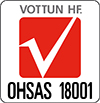 VOTTUN HF.
OHSAS 18001